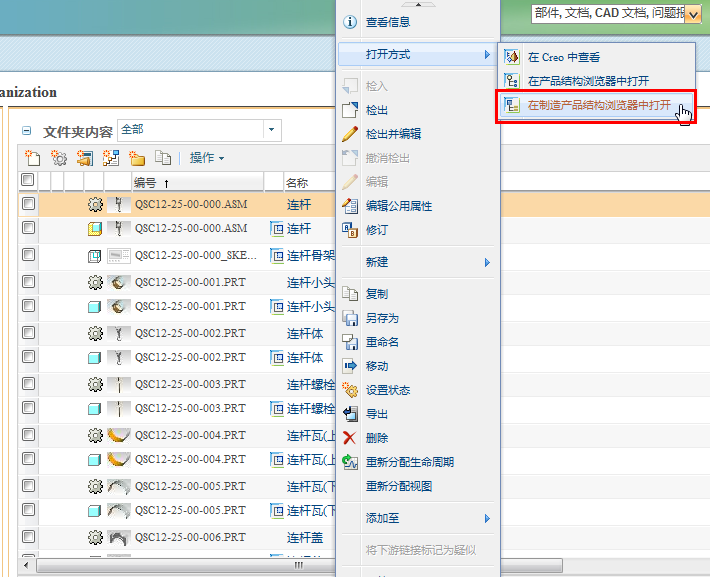 部件, 文档, CAD 文档, 问题报
anization
文件夹内容
全部
操作
编号
名称
QSC12-25-00-000.ASM 连杆
QSC12-25-00-000.ASM 连杆
QSC12-25-00-000_SKE... 连杆骨架
QSC12-25-00-001.PRT 连杆小头
QSC12-25-00-001.PRT 连杆小头
QSC12-25-00-002.PRT 连杆体
QSC12-25-00-002.PRT 连杆体
QSC12-25-00-003.PRT 连杆螺栓
QSC12-25-00-003.PRT 连杆螺栓
QSC12-25-00-004.PRT 连杆瓦(上
QSC12-25-00-004.PRT 连杆瓦(上
QSC12-25-00-005.PRT 连杆瓦(下
QSC12-25-00-005.PRT 连杆瓦(下
QSC12-25-00-006.PRT 连杆盖
查看信息
打开方式
检入
检出
检出并编辑
撤消检出
编辑
编辑公用属性
修订
新建
复制
另存为
重命名
移动
设置状态
导出
删除
重新分配生命周期
重新分配视图
添加至
将下游链接标记为疑似
在 Creo 中查看
在产品结构浏览器中打开
在制造产品结构浏览器中打开